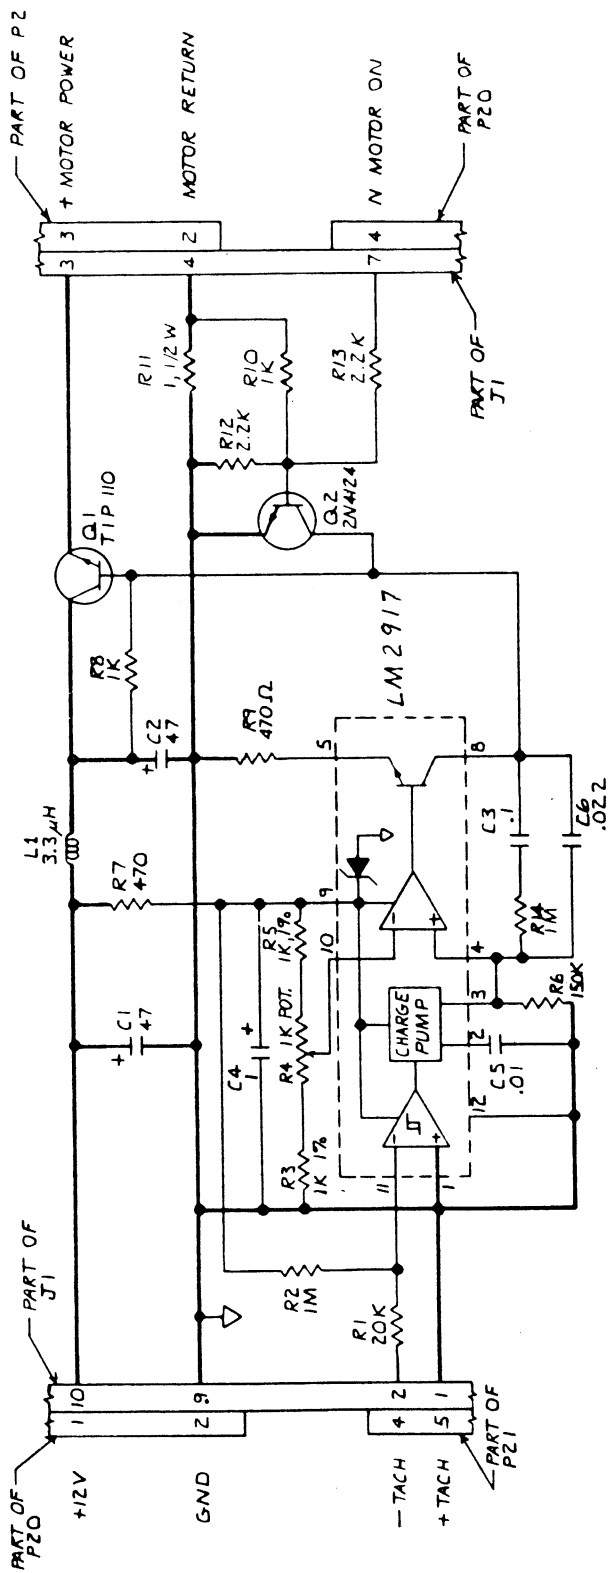 PART OF
P20
PART OF
J1
+12V
1
10
GND
2
9
-TACH
4
2
+TACH
5
1
PART OF
P21
C1
47
+
L1
3.3 μH
R7
470
C2
47
+
R8
1K
Q1
TIP 110
R2
1M
R1
20K
C4
1
+
R3
1K 1%
R4 1K POT.
R5
1K,1%
R9
470Ω
11
1
10
9
5
CHARGE
PUMP
12
2
3
4
8
LM2917
C5
.01
R6
150K
R14
1M
C3
.1
C6
.022
Q2
2N4124
R12
2.2K
R10
1K
R11
1, 1/2 W
R13
2.2K
3
3
+ MOTOR POWER
4
2
MOTOR RETURN
7
4
N MOTOR ON
PART OF P2
PART OF
P20
PART OF
J1